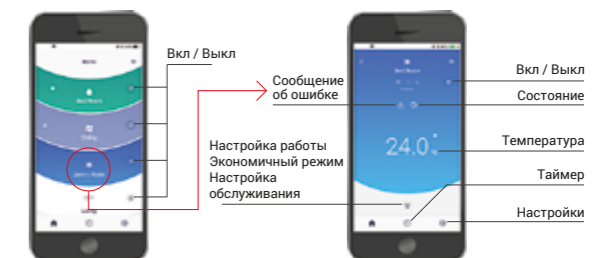 Вкл / Выкл
Сообщение
об ошибке
Настройка работы
Экономичный режим
Настройка
обслуживания
24.0
Вкл / Выкл
Состояние
Температура
Таймер
Настройки